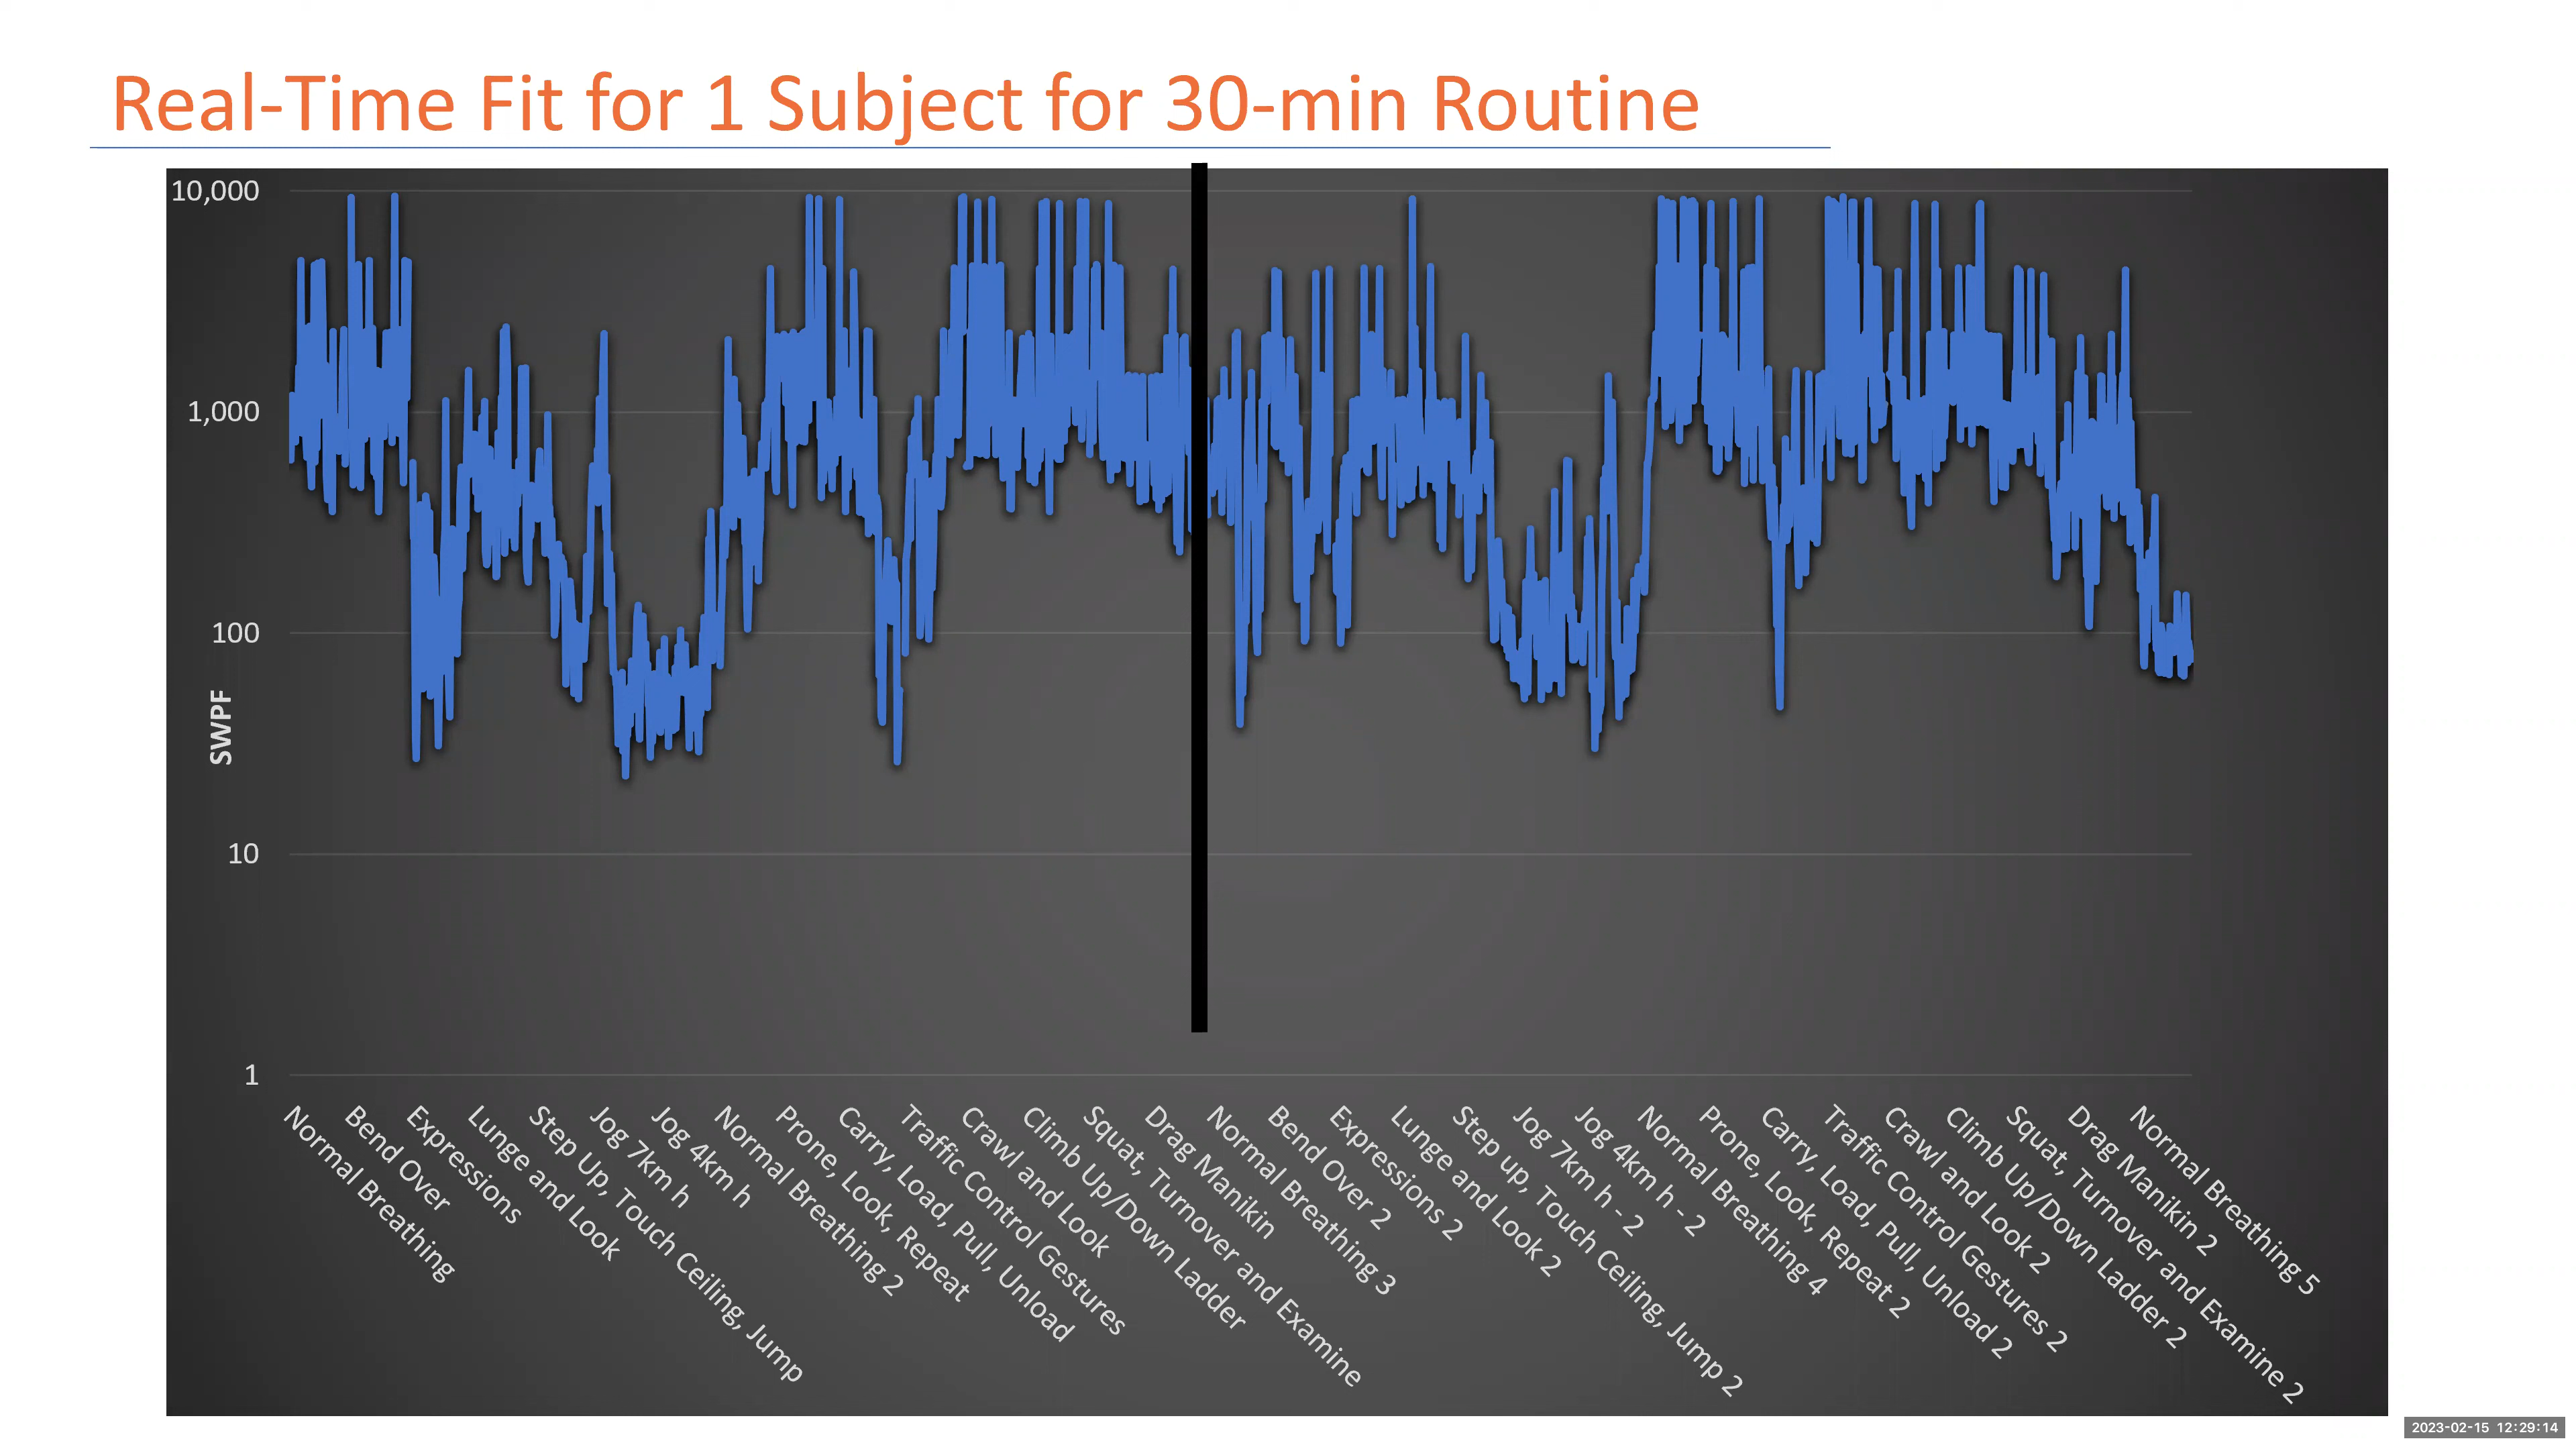 Real-Time Fit for 1 Subject for 30-min Routine
10,000
1,000
100
10
1
SWPF
Normal Breathing
Bend Over
Expressions
Lunge and Look
Step Up, Touch Ceiling, Jump
Jog 7km h
Jog 4km h
Normal Breathing 2
Prone, Look, Repeat
Carry, Load, Pull, Unload
Traffic Control Gestures
Crawl and Look
Climb Up/Down Ladder
Squat, Turnover and Examine
Drag Manikin
Normal Breathing 3
Bend Over 2
Expressions 2
Lunge and Look 2
Step up, Touch Ceiling, Jump 2
Jog 7km h - 2
Jog 4km h - 2
Normal Breathing 4
Prone, Look, Repeat 2
Carry, Load, Pull, Unload 2
Traffic Control Gestures 2
Crawl and Look 2
Climb Up/Down Ladder 2
Squat, Turnover and Examine 2
Drag Manikin 2
Normal Breathing 5
2023-02-15 12:29:14